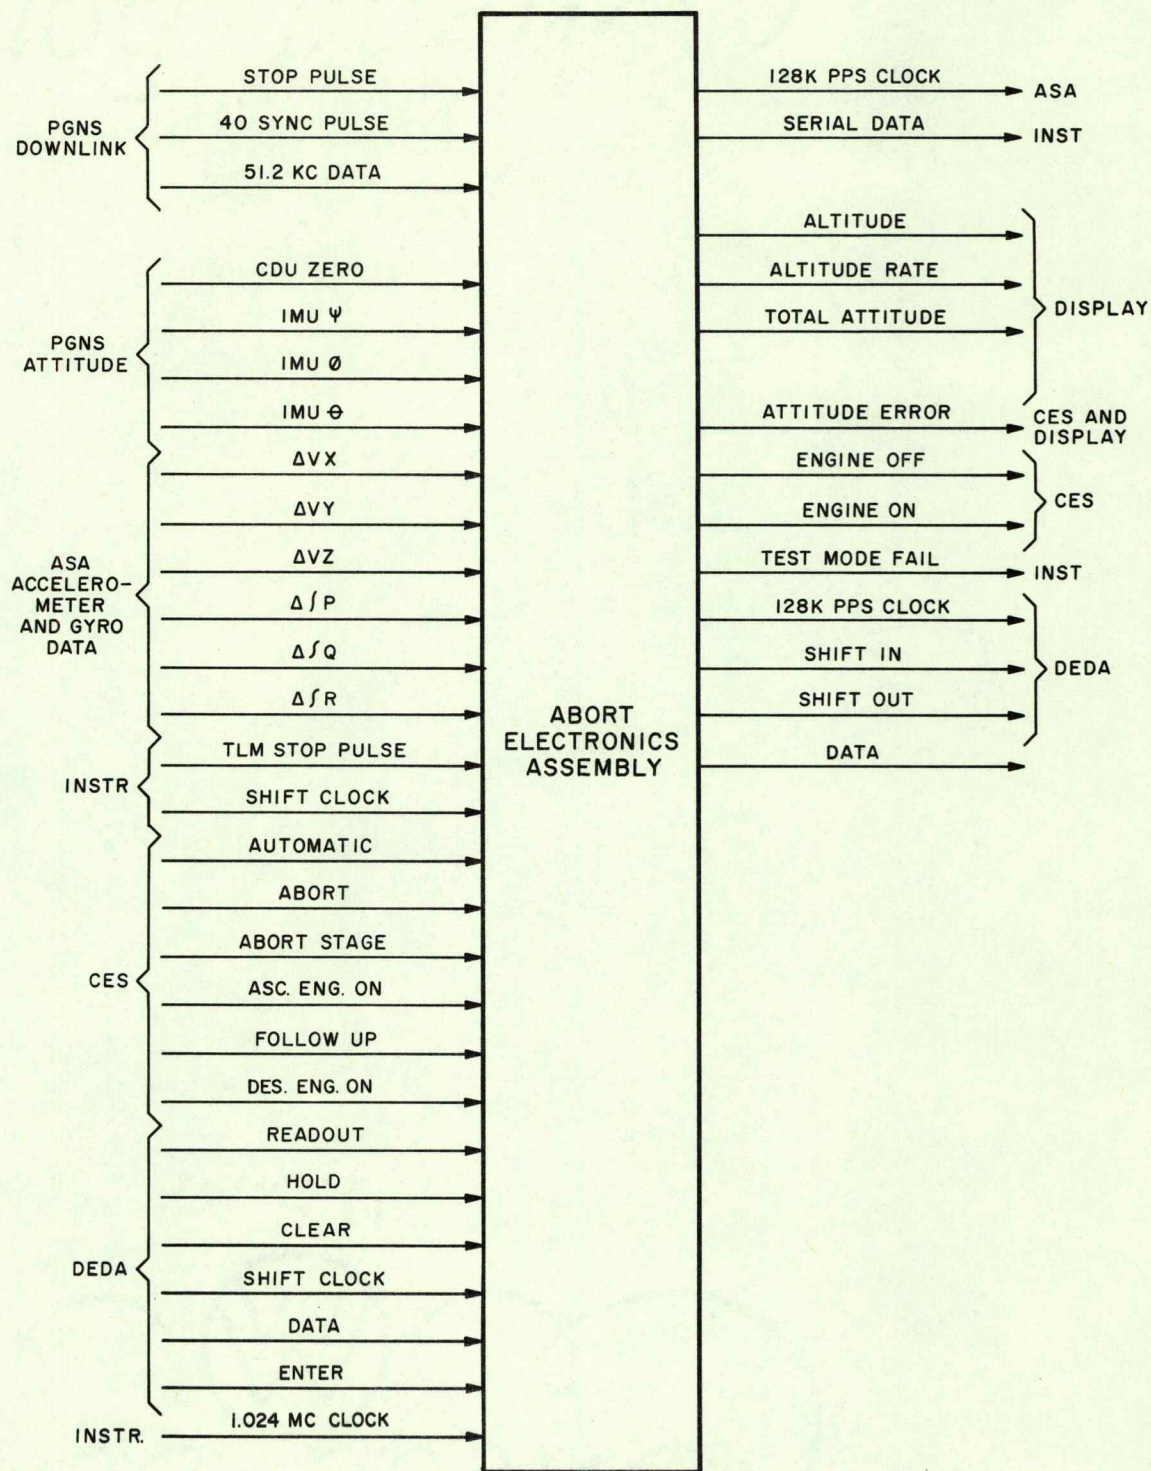 PGNS
DOWNLINK
STOP PULSE
40 SYNC PULSE
51.2 KC DATA
PGNS
ATTITUDE
CDU ZERO
IMU Ψ
IMU Ø
IMU Θ
ASA
ACCELERO-
METER
AND GYRO
DATA
ΔVX
ΔVY
ΔVZ
Δ∫P
Δ∫Q
Δ∫R
INSTR
TLM STOP PULSE
SHIFT CLOCK
CES
AUTOMATIC
ABORT
ABORT STAGE
ASC. ENG. ON
FOLLOW UP
DES. ENG. ON
DEDA
READOUT
HOLD
CLEAR
SHIFT CLOCK
DATA
ENTER
INSTR.
1.024 MC CLOCK
ABORT
ELECTRONICS
ASSEMBLY
128K PPS CLOCK
ASA
SERIAL DATA
INST
ALTITUDE
ALTITUDE RATE
TOTAL ATTITUDE
DISPLAY
ATTITUDE ERROR
CES AND
DISPLAY
ENGINE OFF
ENGINE ON
CES
TEST MODE FAIL
INST
128K PPS CLOCK
SHIFT IN
SHIFT OUT
DEDA
DATA